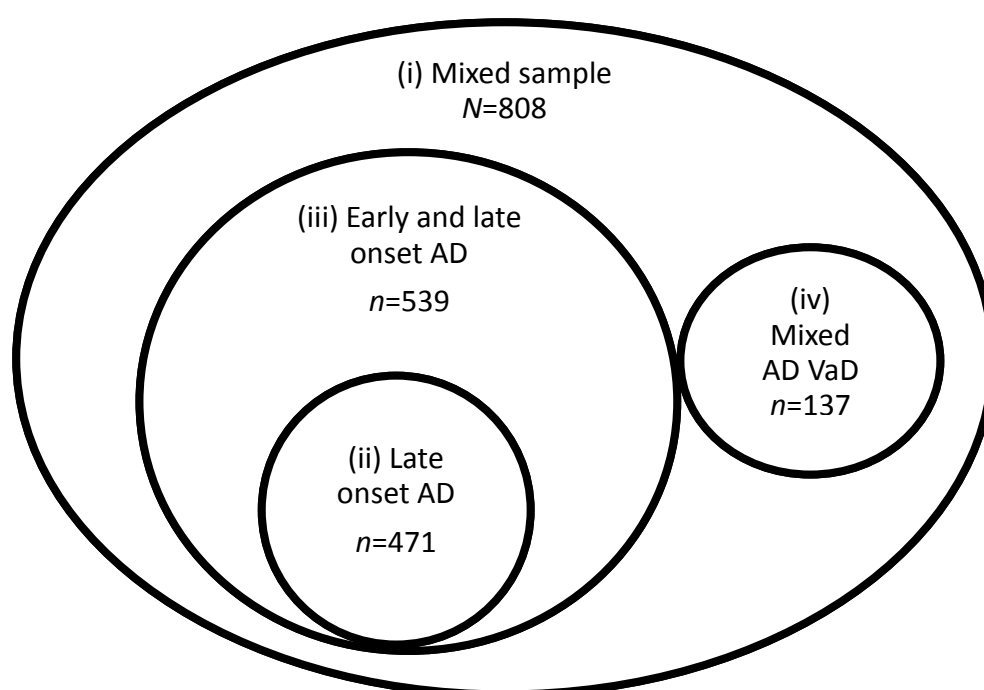 (i) Mixed sample
N=808
(iii) Early and late
onset AD
n=539
(iv)
Mixed
AD VaD
n=137
(ii) Late
onset AD
n=471